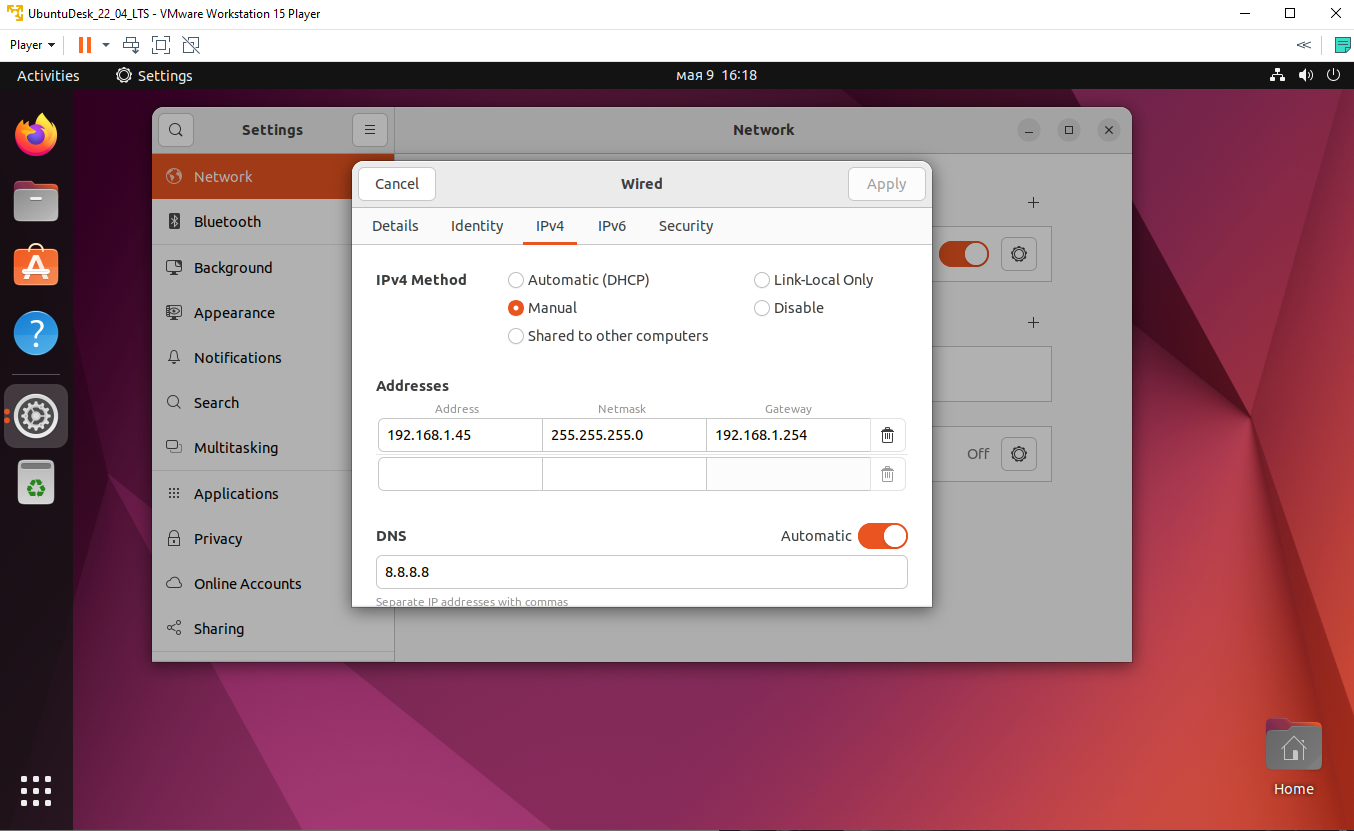 UbuntuDesk_22_04_LTS - VMware Workstation 15 Player
Player
Activities
Settings
мая 9 16:18
Settings
Network
Network
Bluetooth
Background
Appearance
Notifications
Search
Multitasking
Applications
Privacy
Online Accounts
Sharing
Off
Cancel
Wired
Apply
Details
Identity
IPv4
IPv6
Security
IPv4 Method
Automatic (DHCP)
Link-Local Only
Manual
Disable
Shared to other computers
Addresses
Address
Netmask
Gateway
192.168.1.45
255.255.255.0
192.168.1.254
DNS
Automatic
8.8.8.8
Separate IP addresses with commas
Home